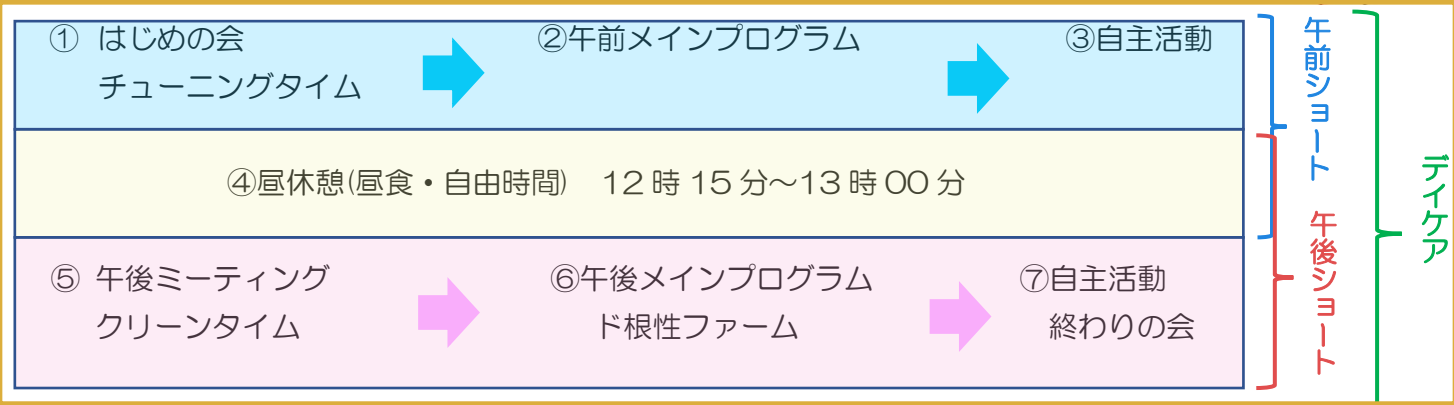 ① はじめの会
チューニングタイム
②午前メインプログラム
③自主活動
④昼休憩(昼食・自由時間)　12時15分～13時00分
⑤ 午後ミーティング
クリーンタイム
⑥午後メインプログラム
ド根性ファーム
⑦自主活動
終わりの会
午前ショート
午後ショート
デイケア